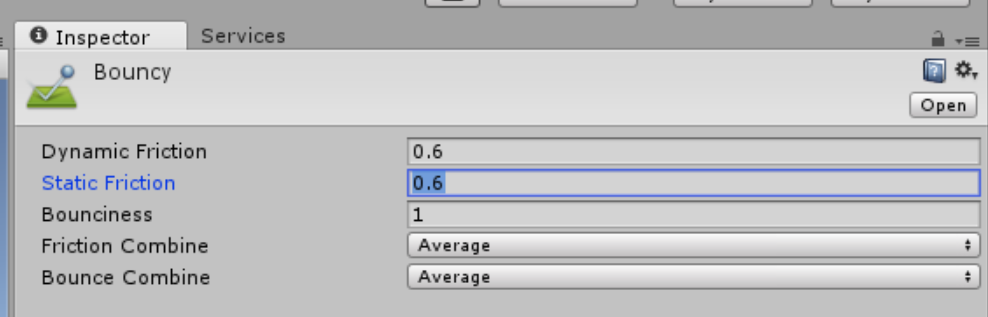 Inspector Services
Bouncy
Open
Dynamic Friction 0.6
Static Friction 0.6
Bounciness 1
Friction Combine Average
Bounce Combine Average